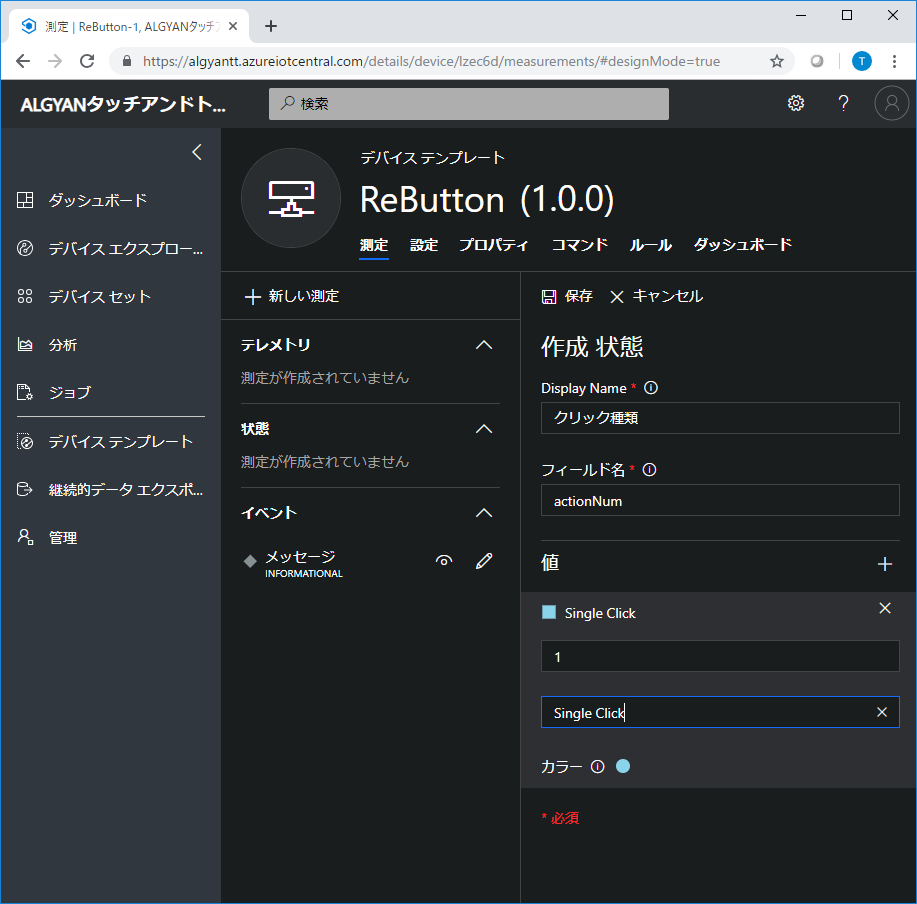 測定 | ReButton-1, ALGYANタッチア
https://algyantt.azureiotcentral.com/details/device/lzec6d/measurements/#designMode=true
T
ALGYANタッチアンドト...
検索
?
ダッシュボード
デバイス エクスプロー...
デバイス セット
分析
ジョブ
デバイス テンプレート
継続的データ エクスポ...
管理
デバイス テンプレート
ReButton (1.0.0)
測定 設定 プロパティ コマンド ルール ダッシュボード
新しい測定
テレメトリ
測定が作成されていません
状態
測定が作成されていません
イベント
メッセージ
INFORMATIONAL
保存 キャンセル
作成 状態
Display Name *
クリック種類
フィールド名 *
actionNum
値
Single Click
1
Single Click
カラー
* 必須